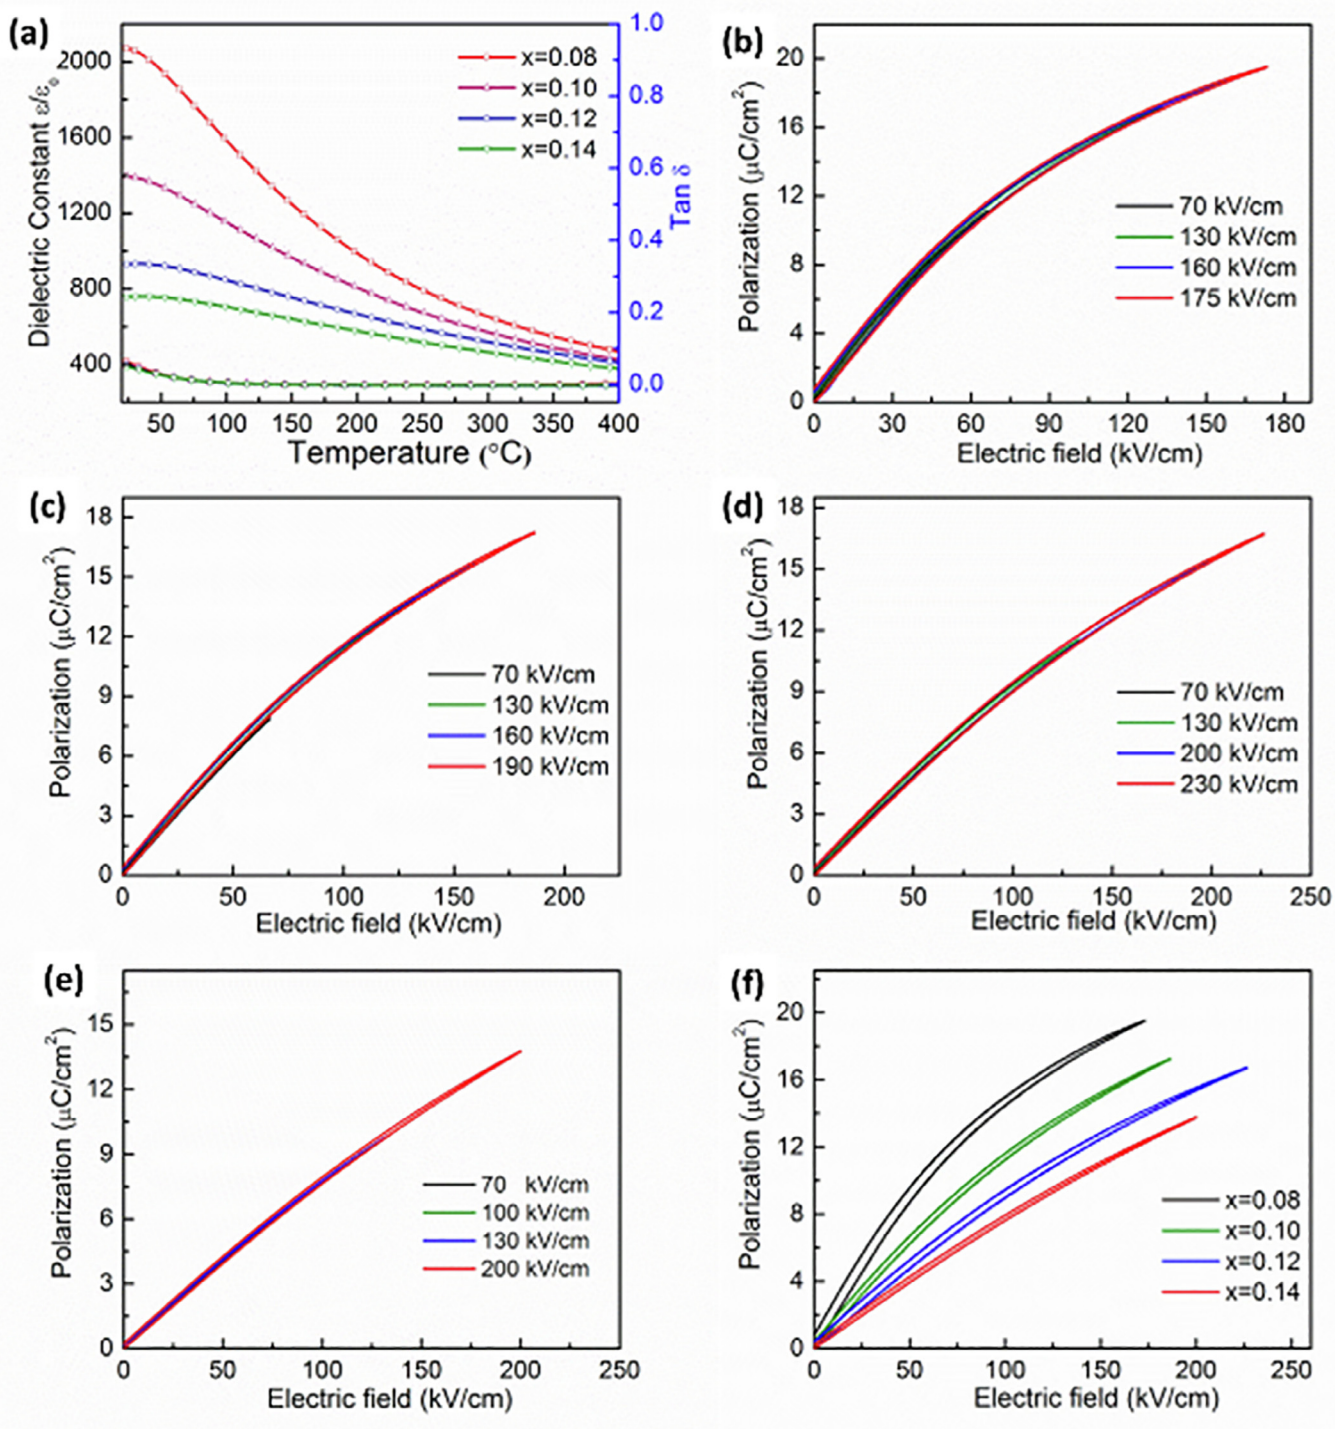 (a)
Dielectric Constant ε/ε₀
2000
1600
1200
800
400
50 100 150 200 250 300 350 400
Temperature (°C)
1.0
0.8
0.6
0.4
0.2
0.0
Tan δ
x=0.08
x=0.10
x=0.12
x=0.14
(b)
Polarization (μC/cm²)
20
16
12
8
4
0
0 30 60 90 120 150 180
Electric field (kV/cm)
70 kV/cm
130 kV/cm
160 kV/cm
175 kV/cm
(c)
Polarization (μC/cm²)
18
15
12
9
6
3
0
0 50 100 150 200
Electric field (kV/cm)
70 kV/cm
130 kV/cm
160 kV/cm
190 kV/cm
(d)
Polarization (μC/cm²)
18
15
12
9
6
3
0
0 50 100 150 200 250
Electric field (kV/cm)
70 kV/cm
130 kV/cm
200 kV/cm
230 kV/cm
(e)
Polarization (μC/cm²)
15
12
9
6
3
0
0 50 100 150 200 250
Electric field (kV/cm)
70 kV/cm
100 kV/cm
130 kV/cm
200 kV/cm
(f)
Polarization (μC/cm²)
20
16
12
8
4
0
0 50 100 150 200 250
Electric field (kV/cm)
x=0.08
x=0.10
x=0.12
x=0.14